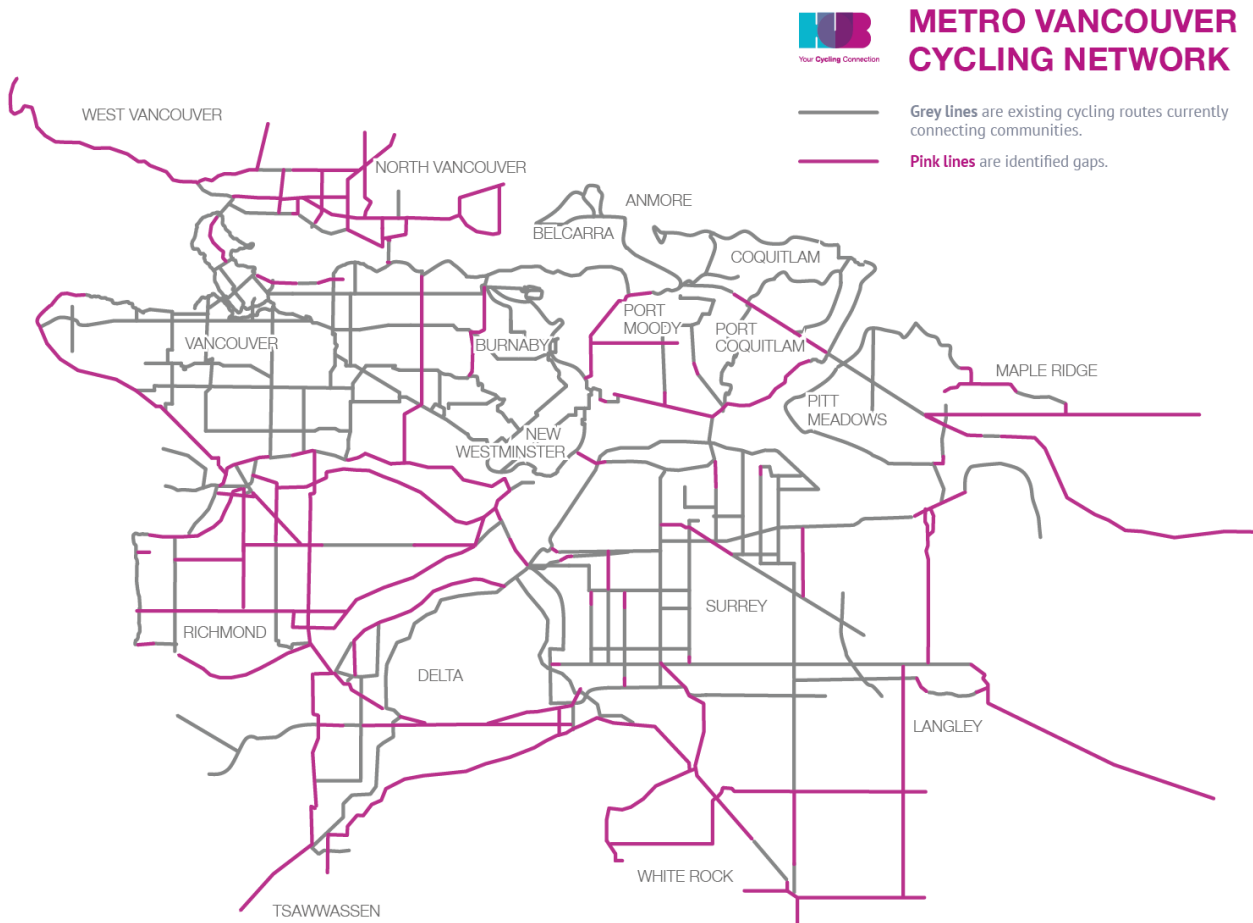 HUB
Your Cycling Connection
METRO VANCOUVER
CYCLING NETWORK
Grey lines are existing cycling routes currently
connecting communities.
Pink lines are identified gaps.
WEST VANCOUVER
NORTH VANCOUVER
ANMORE
BELCARRA
COQUITLAM
PORT
MOODY
PORT
COQUITLAM
VANCOUVER
BURNABY
MAPLE RIDGE
PITT
MEADOWS
NEW
WESTMINSTER
SURREY
RICHMOND
DELTA
LANGLEY
WHITE ROCK
TSAWWASSEN